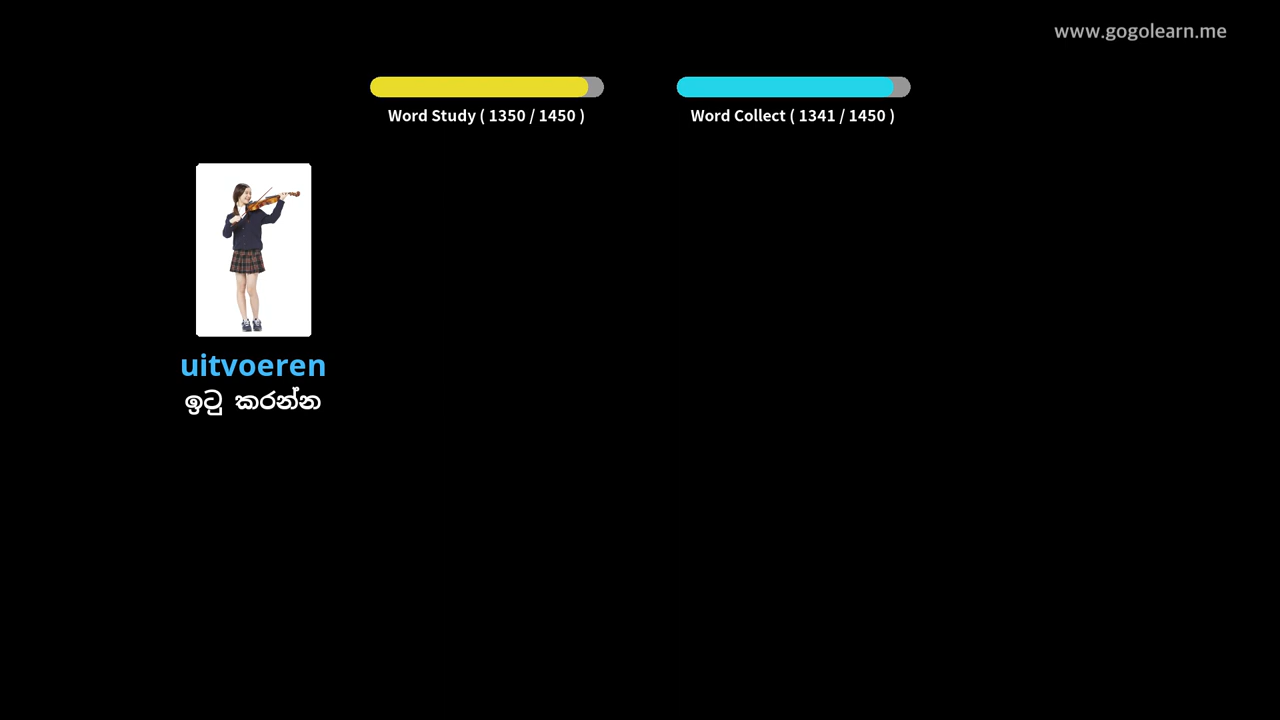 www.gogolearn.me
Word Study ( 1350 / 1450 )
Word Collect ( 1341 / 1450 )
uitvoeren
ඉටු කරන්න